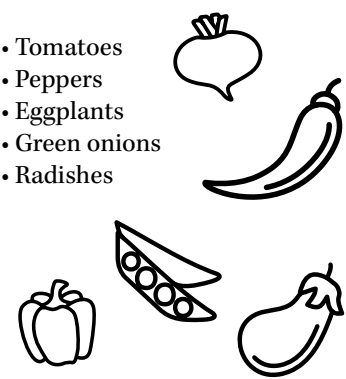 • Tomatoes
• Peppers
• Eggplants
• Green onions
• Radishes